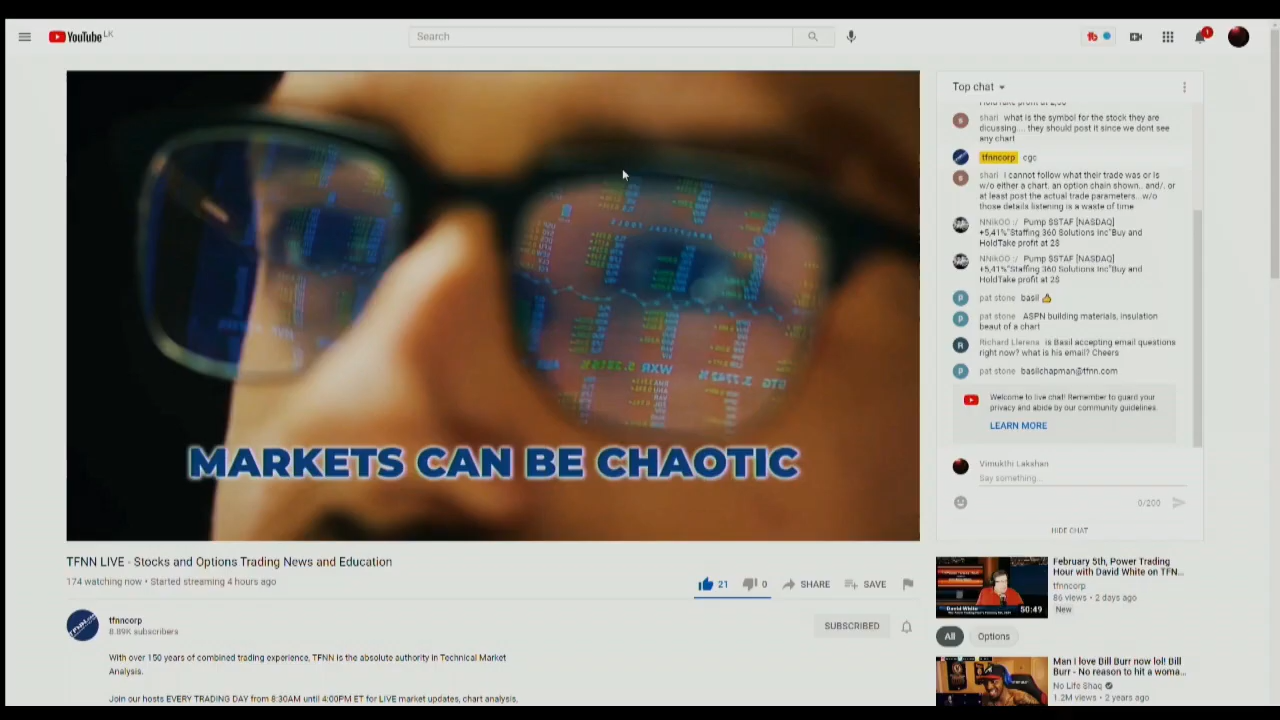 YouTube LK
Search
1
MARKETS CAN BE CHAOTIC
WXR
TFNN LIVE - Stocks and Options Trading News and Education
174 watching now • Started streaming 4 hours ago
21
0
SHARE
SAVE
tfnncorp
8.89K subscribers
SUBSCRIBED
With over 150 years of combined trading experience, TFNN is the absolute authority in Technical Market
Analysis.
Join our hosts EVERY TRADING DAY from 8:30AM until 4:00PM ET for LIVE market updates, chart analysis,
Top chat
shari what is the symbol for the stock they are
dicussing.... they should post it since we dont see
any chart
tfnncorp cgc
shari I cannot follow what their trade was or is
w/o either a chart. an option chain shown.. and/. or
at least post the actual trade parameters...w/o
those details listening is a waste of time
NNikOO :/ Pump $STAF [NASDAQ]
+5,41%"Staffing 360 Solutions Inc"Buy and
HoldTake profit at 2$
NNikOO :/ Pump $STAF [NASDAQ]
+5,41%"Staffing 360 Solutions Inc"Buy and
HoldTake profit at 2$
pat stone basil
pat stone ASPN building materials, insulation
beaut of a chart
Richard Llerena is Basil accepting email questions
right now? what is his email? Cheers
pat stone basilchapman@tfnn.com
Welcome to live chat! Remember to guard your
privacy and abide by our community guidelines.
LEARN MORE
Vimukthi Lakshan
Say something...
0/200
HIDE CHAT
David White
50:49
February 5th, Power Trading
Hour with David White on TFN...
tfnncorp
86 views • 2 days ago
New
All
Options
Man I love Bill Burr now lol! Bill
Burr - No reason to hit a woma...
No Life Shaq
1.2M views • 2 years ago